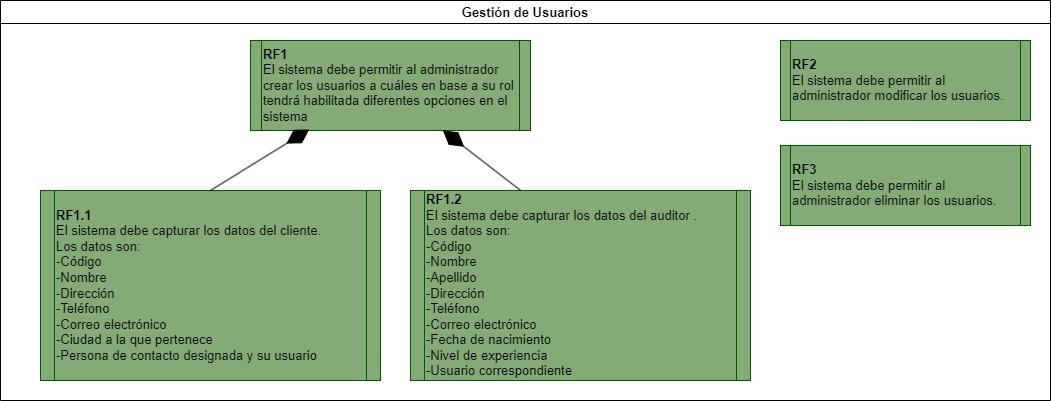 Gestión de Usuarios
RF1
El sistema debe permitir al administrador
crear los usuarios a cuáles en base a su rol
tendrá habilitada diferentes opciones en el
sistema
RF2
El sistema debe permitir al
administrador modificar los usuarios.
RF3
El sistema debe permitir al
administrador eliminar los usuarios.
RF1.1
El sistema debe capturar los datos del cliente.
Los datos son:
-Código
-Nombre
-Dirección
-Teléfono
-Correo electrónico
-Ciudad a la que pertenece
-Persona de contacto designada y su usuario
RF1.2
El sistema debe capturar los datos del auditor .
Los datos son:
-Código
-Nombre
-Apellido
-Dirección
-Teléfono
-Correo electrónico
-Fecha de nacimiento
-Nivel de experiencia
-Usuario correspondiente